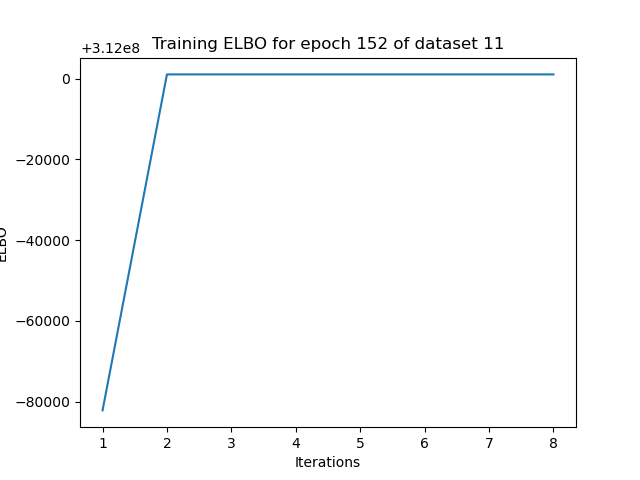 +3.12e8
Training ELBO for epoch 152 of dataset 11
0
−20000
−40000
−60000
−80000
ELBO
1 2 3 4 5 6 7 8
Iterations